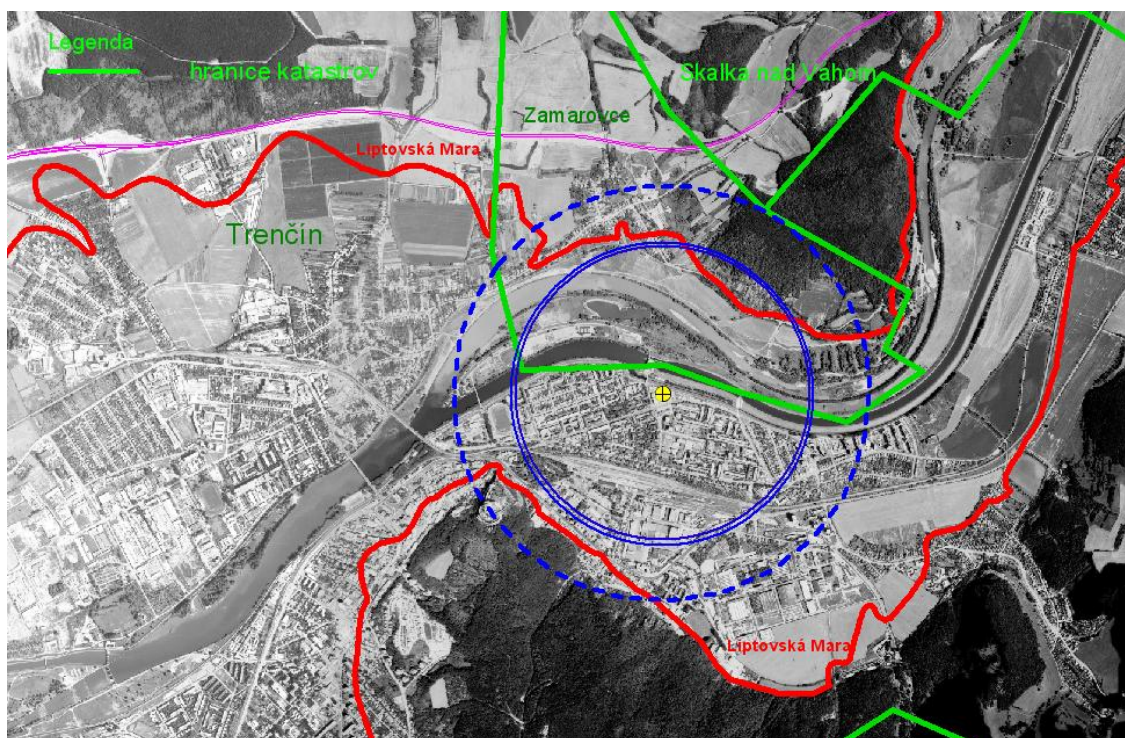 Legenda
hranice katastrov
Skalka nad Váhom
Zamarovce
Liptovská Mara
Trenčín
Liptovská Mara